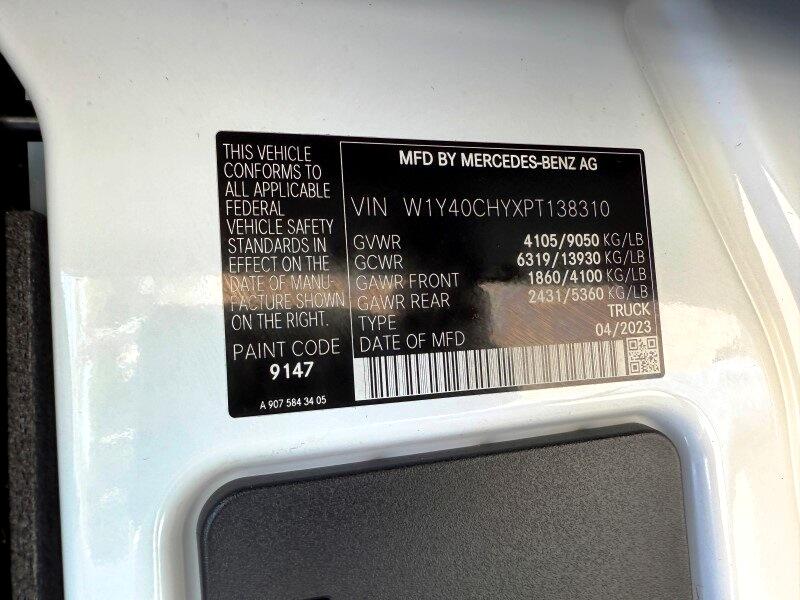 THIS VEHICLE
CONFORMS TO
ALL APPLICABLE
FEDERAL
VEHICLE SAFETY
STANDARDS IN
EFFECT ON THE
DATE OF MANU-
FACTURE SHOWN
ON THE RIGHT.
PAINT CODE
9147
A 907 584 34 05
MFD BY MERCEDES-BENZ AG
VIN W1Y40CHYXPT138310
GVWR 4105/9050 KG/LB
GCWR 6319/13930 KG/LB
GAWR FRONT 1860/4100 KG/LB
GAWR REAR 2431/5360 KG/LB
TYPE TRUCK
DATE OF MFD 04/2023